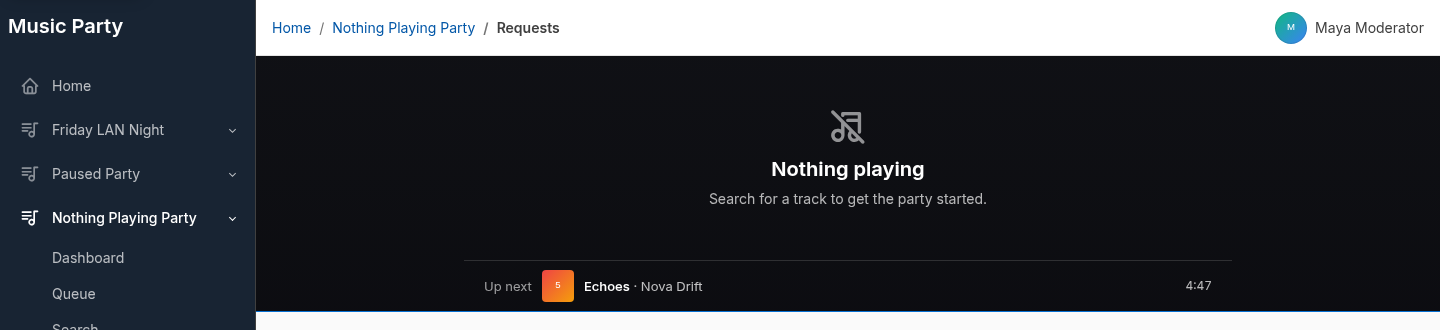 Music Party
Home / Nothing Playing Party / Requests
M
Maya Moderator
Home
Friday LAN Night
Paused Party
Nothing Playing Party
Dashboard
Queue
Search
Nothing playing
Search for a track to get the party started.
Up next
5
Echoes · Nova Drift
4:47